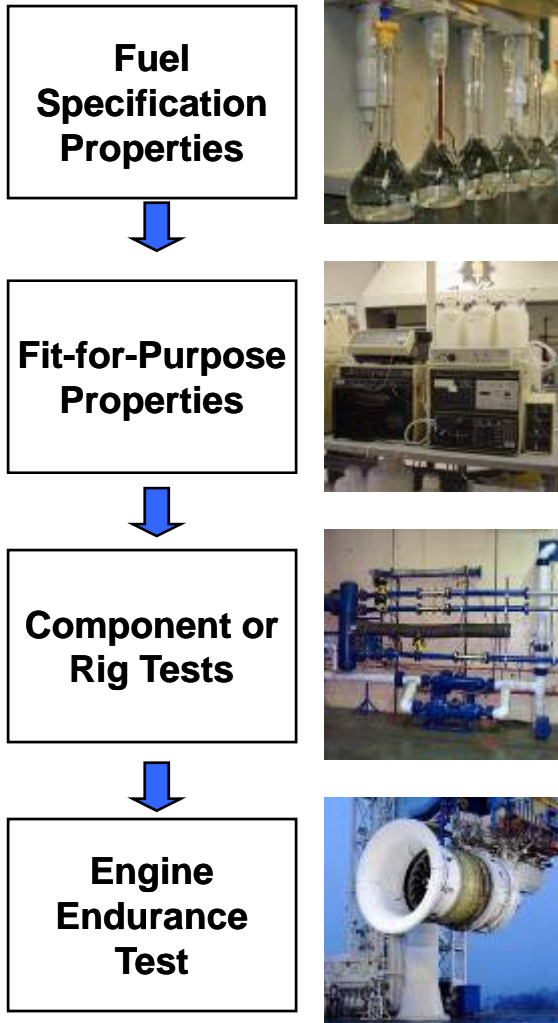 Fuel
Specification
Properties
Fit-for-Purpose
Properties
Component or
Rig Tests
Engine
Endurance
Test